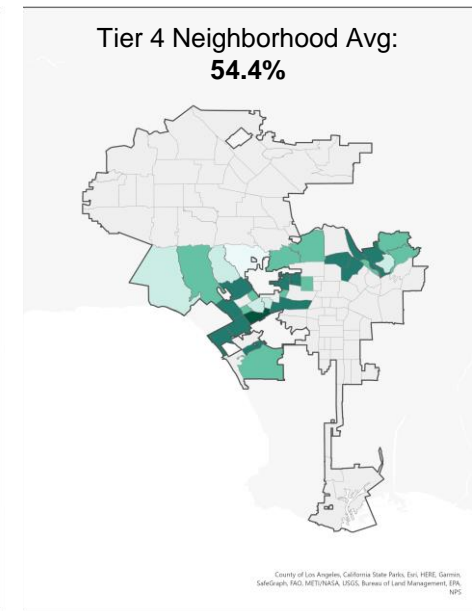 Tier 4 Neighborhood Avg:
54.4%
County of Los Angeles, California State Parks, Esri, HERE, Garmin,
SafeGraph, FAO, METI/NASA, USGS, Bureau of Land Management, EPA,
NPS